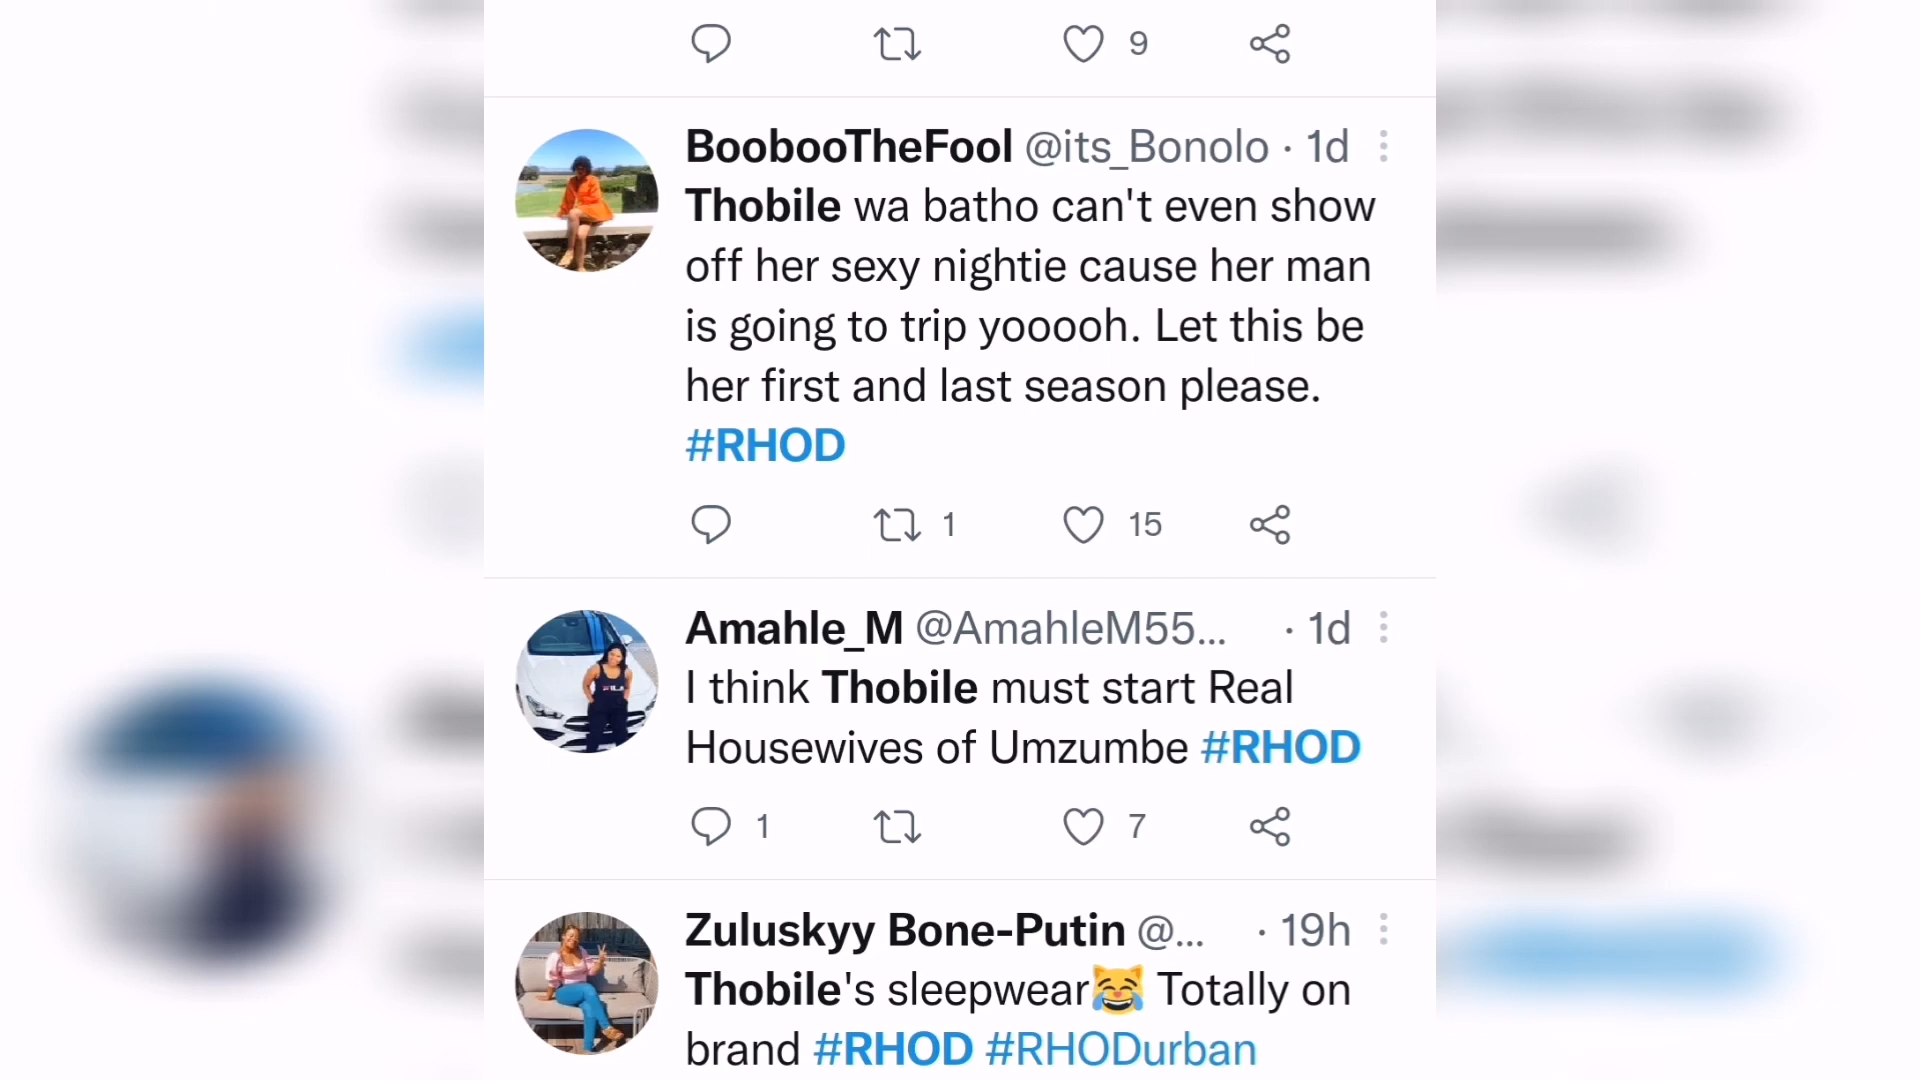 9
BoobooTheFool @its_Bonolo · 1d
Thobile wa batho can't even show
off her sexy nightie cause her man
is going to trip yooooh. Let this be
her first and last season please.
#RHOD
1 15
Amahle_M @AmahleM55... · 1d
I think Thobile must start Real
Housewives of Umzumbe #RHOD
1 7
Zuluskyy Bone-Putin @... · 19h
Thobile's sleepwear😹 Totally on
brand #RHOD #RHODurban